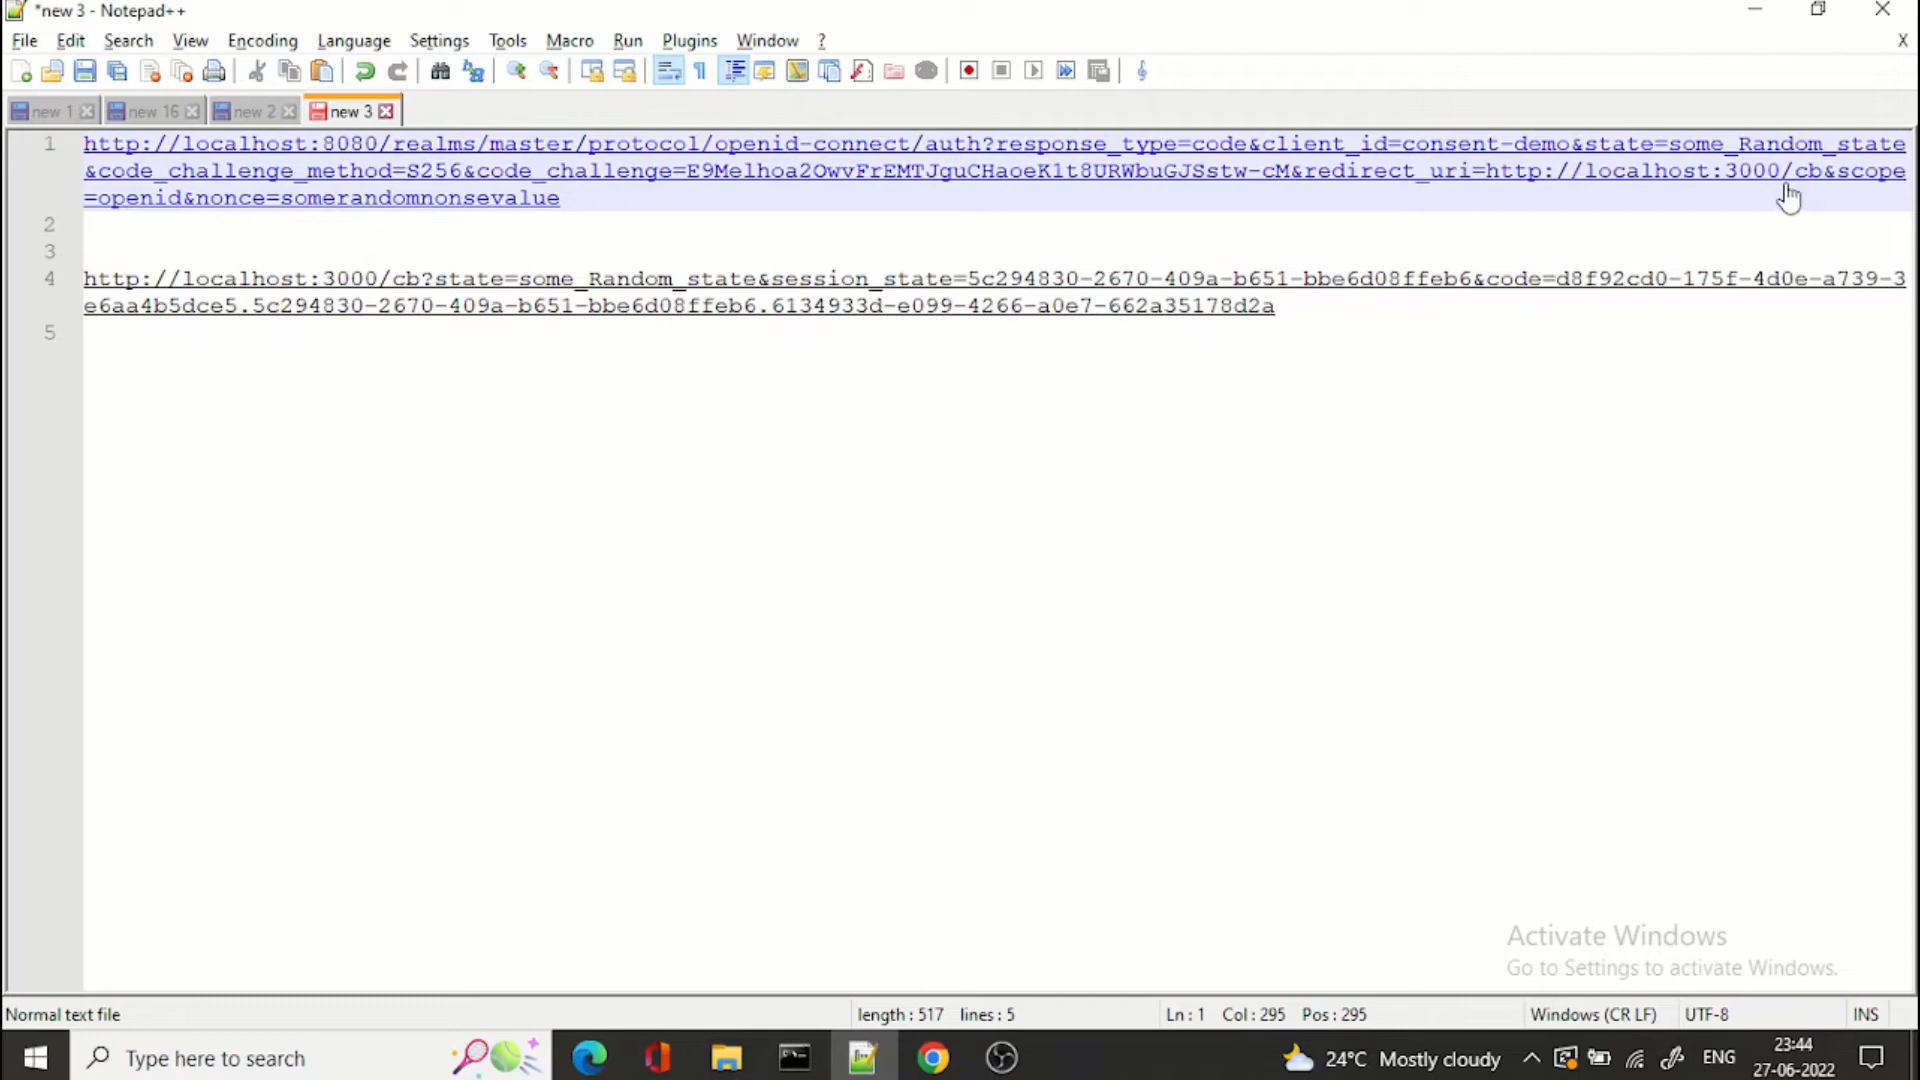 *new 3 - Notepad++
File Edit Search View Encoding Language Settings Tools Macro Run Plugins Window ? X
new 1 new 16 new 2 new 3
1 http://localhost:8080/realms/master/protocol/openid-connect/auth?response_type=code&client_id=consent-demo&state=some_Random_state
&code_challenge_method=S256&code_challenge=E9Melhoa2OwvFrEMTJguCHaoeK1t8URWbuGJSstw-cM&redirect_uri=http://localhost:3000/cb&scope
=openid&nonce=somerandomnonsevalue
2
3
4 http://localhost:3000/cb?state=some_Random_state&session_state=5c294830-2670-409a-b651-bbe6d08ffeb6&code=d8f92cd0-175f-4d0e-a739-3
e6aa4b5dce5.5c294830-2670-409a-b651-bbe6d08ffeb6.6134933d-e099-4266-a0e7-662a35178d2a
5
Activate Windows
Go to Settings to activate Windows.
Normal text file length : 517 lines : 5 Ln : 1 Col : 295 Pos : 295 Windows (CR LF) UTF-8 INS
Type here to search 24°C Mostly cloudy ENG 23:44
27-06-2022